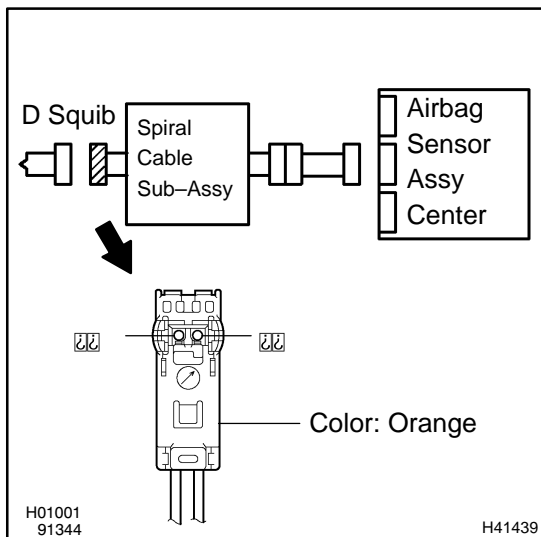 D Squib
Spiral
Cable
Sub–Assy
Airbag
Sensor
Assy
Center
Color: Orange
H01001
91344
H41439